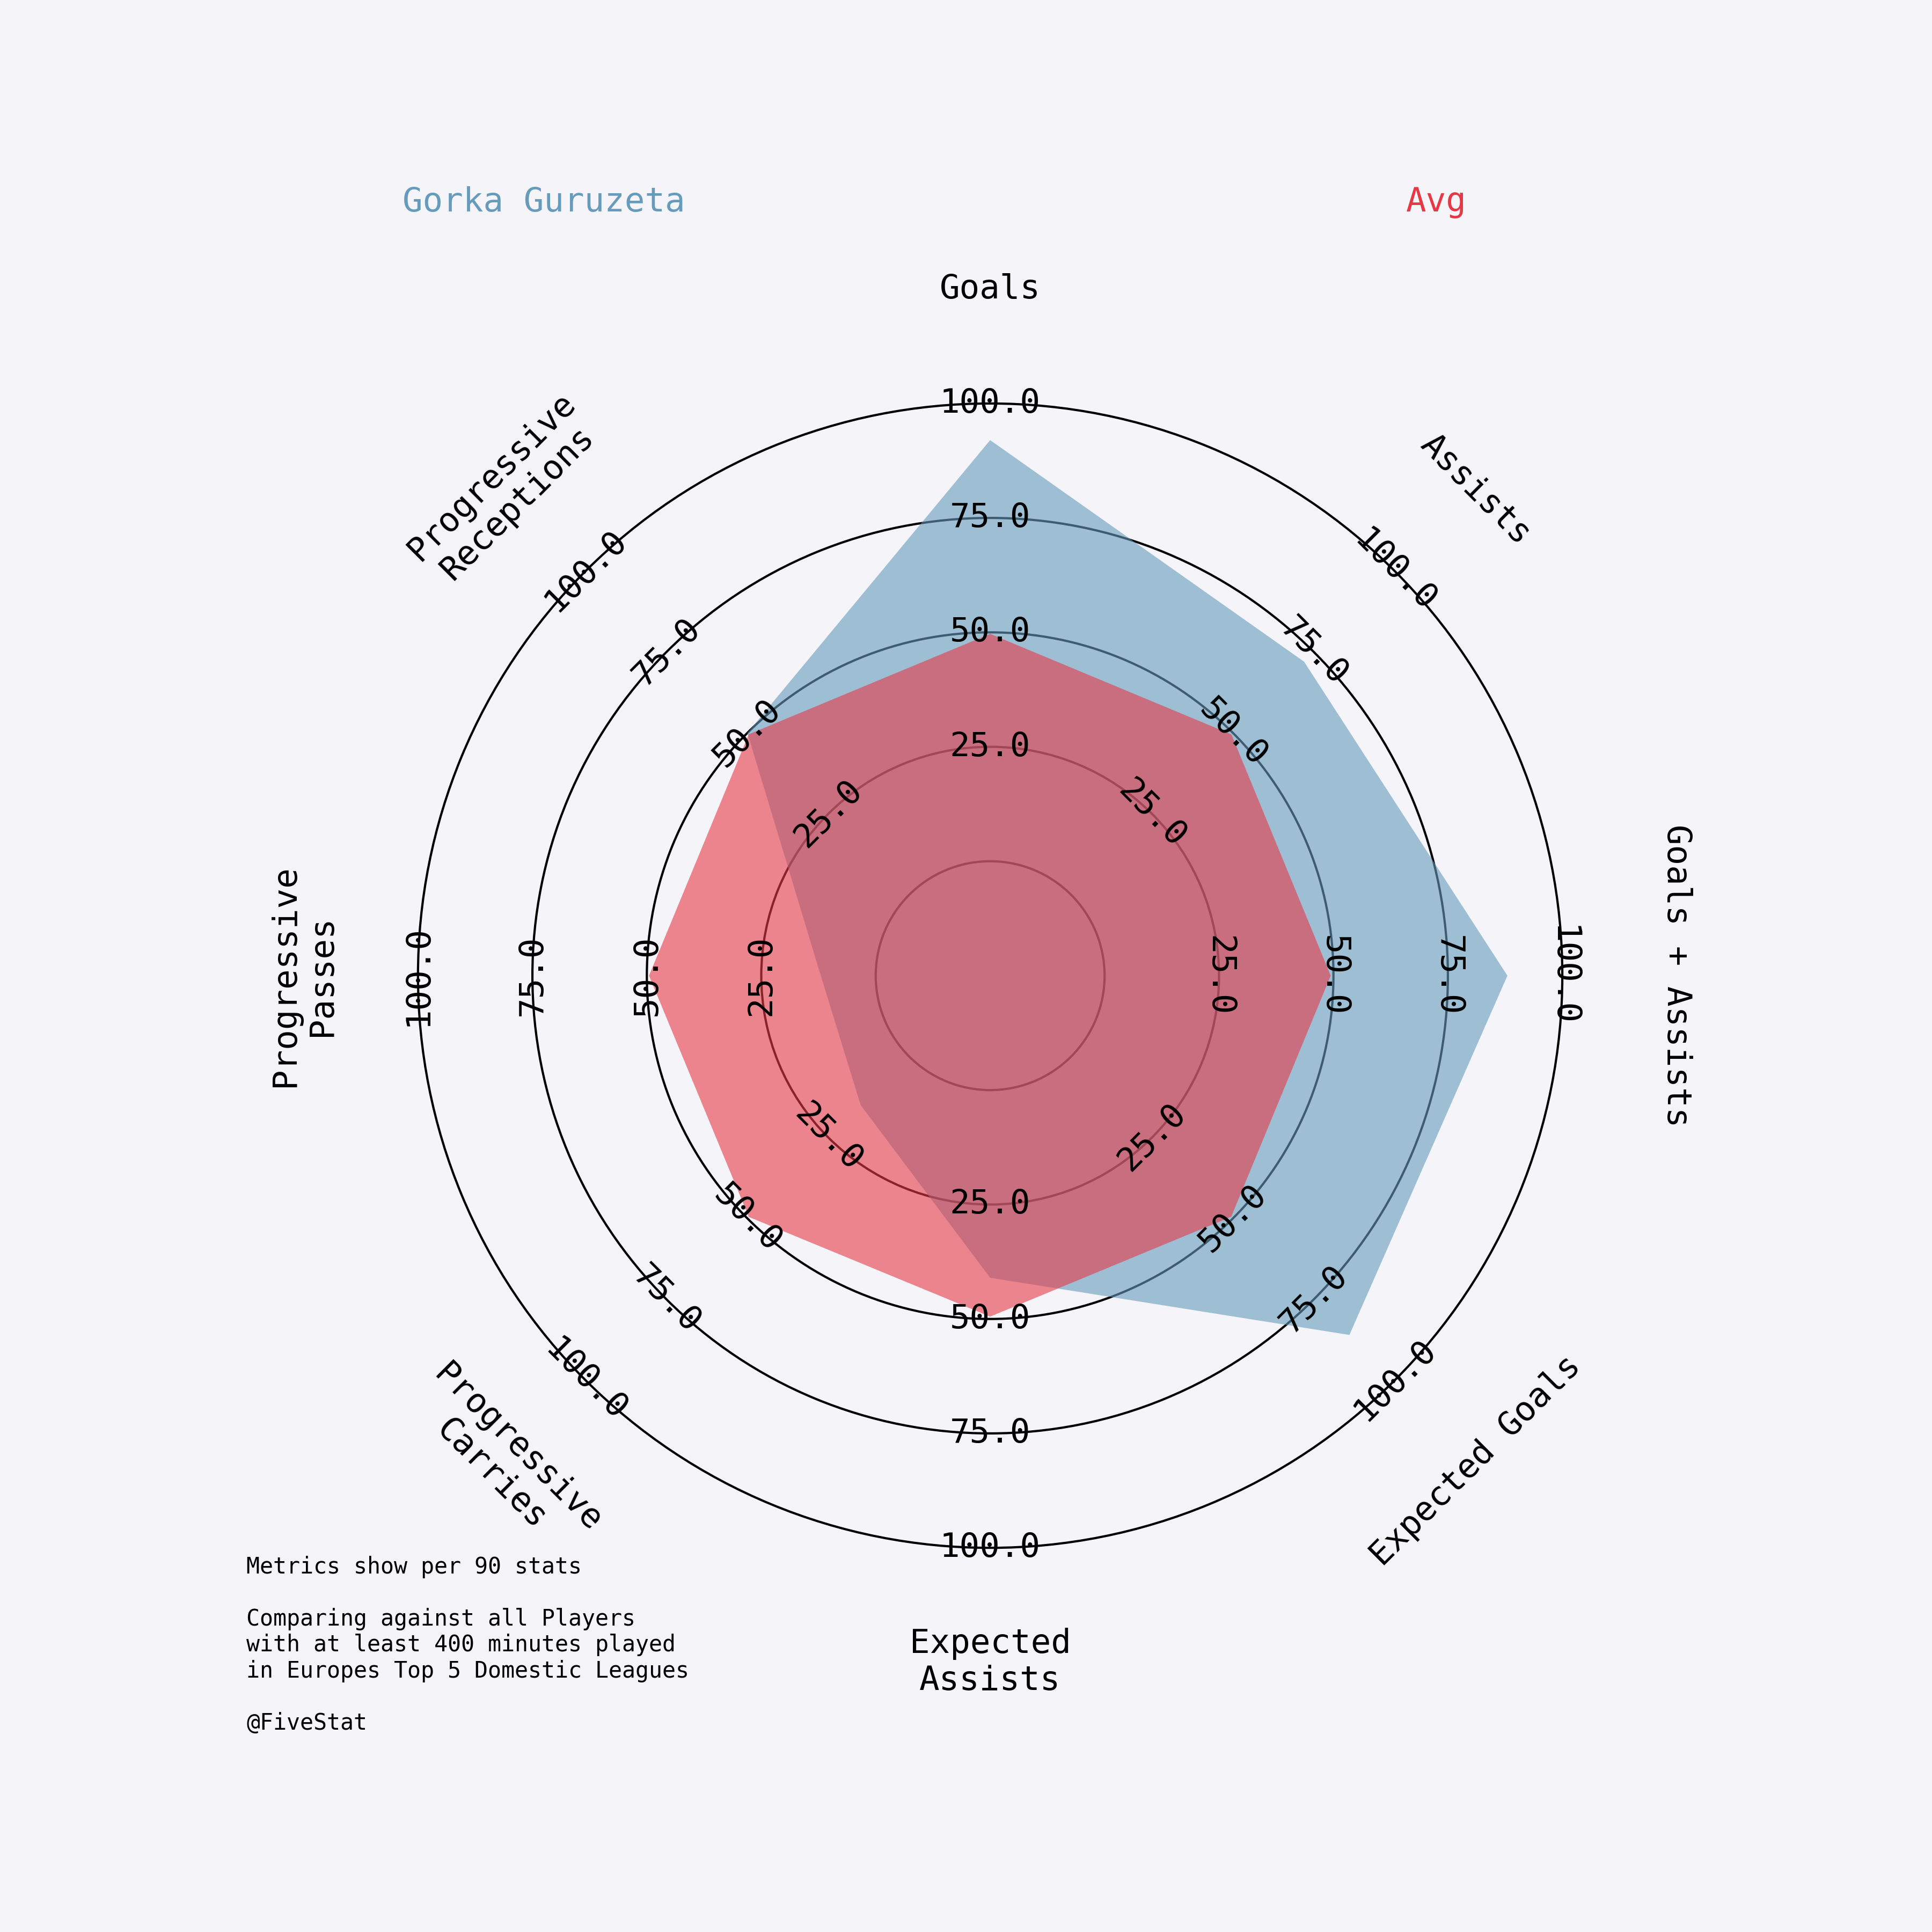 Gorka Guruzeta
Avg
Goals
Assists
Goals + Assists
Expected Goals
Expected
Assists
Progressive
Carries
Progressive
Passes
Progressive
Receptions
25.0
50.0
75.0
100.0
25.0
50.0
75.0
100.0
25.0
50.0
75.0
100.0
25.0
50.0
75.0
100.0
25.0
50.0
75.0
100.0
25.0
50.0
75.0
100.0
25.0
50.0
75.0
100.0
25.0
50.0
75.0
100.0
Metrics show per 90 stats
Comparing against all Players
with at least 400 minutes played
in Europes Top 5 Domestic Leagues
@FiveStat